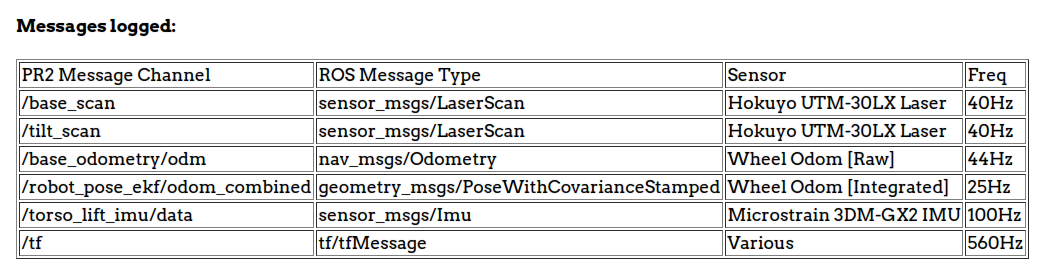 Messages logged:
PR2 Message Channel ROS Message Type Sensor Freq
/base_scan sensor_msgs/LaserScan Hokuyo UTM-30LX Laser 40Hz
/tilt_scan sensor_msgs/LaserScan Hokuyo UTM-30LX Laser 40Hz
/base_odometry/odm nav_msgs/Odometry Wheel Odom [Raw] 44Hz
/robot_pose_ekf/odom_combined geometry_msgs/PoseWithCovarianceStamped Wheel Odom [Integrated] 25Hz
/torso_lift_imu/data sensor_msgs/Imu Microstrain 3DM-GX2 IMU 100Hz
/tf tf/tfMessage Various 560Hz